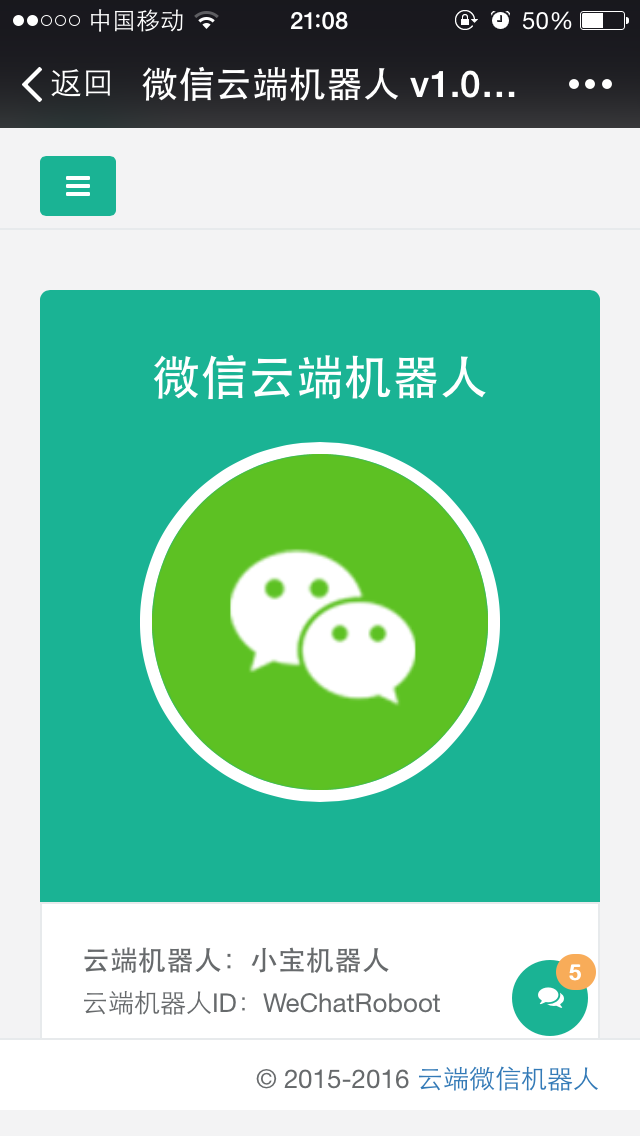 中国移动 21:08 50%
返回 微信云端机器人 v1.0...
微信云端机器人
云端机器人：小宝机器人
云端机器人ID：WeChatRoboot
5
© 2015-2016 云端微信机器人